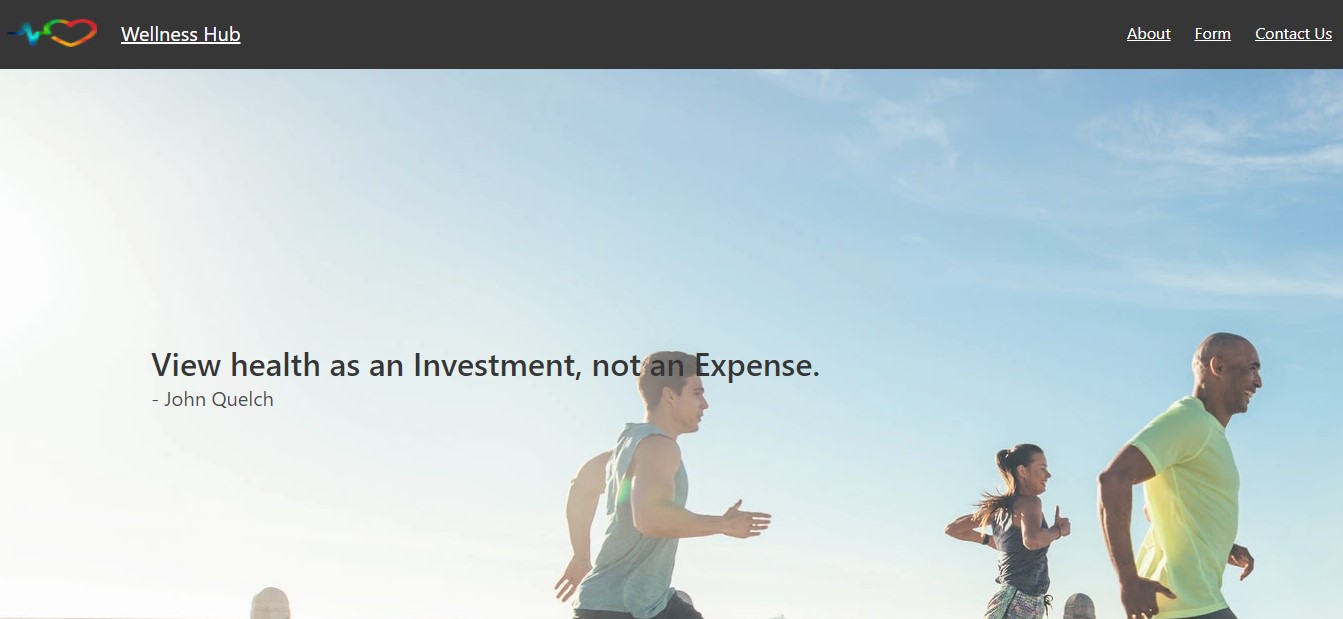 Wellness Hub
About Form Contact Us
View health as an Investment, not an Expense.
- John Quelch